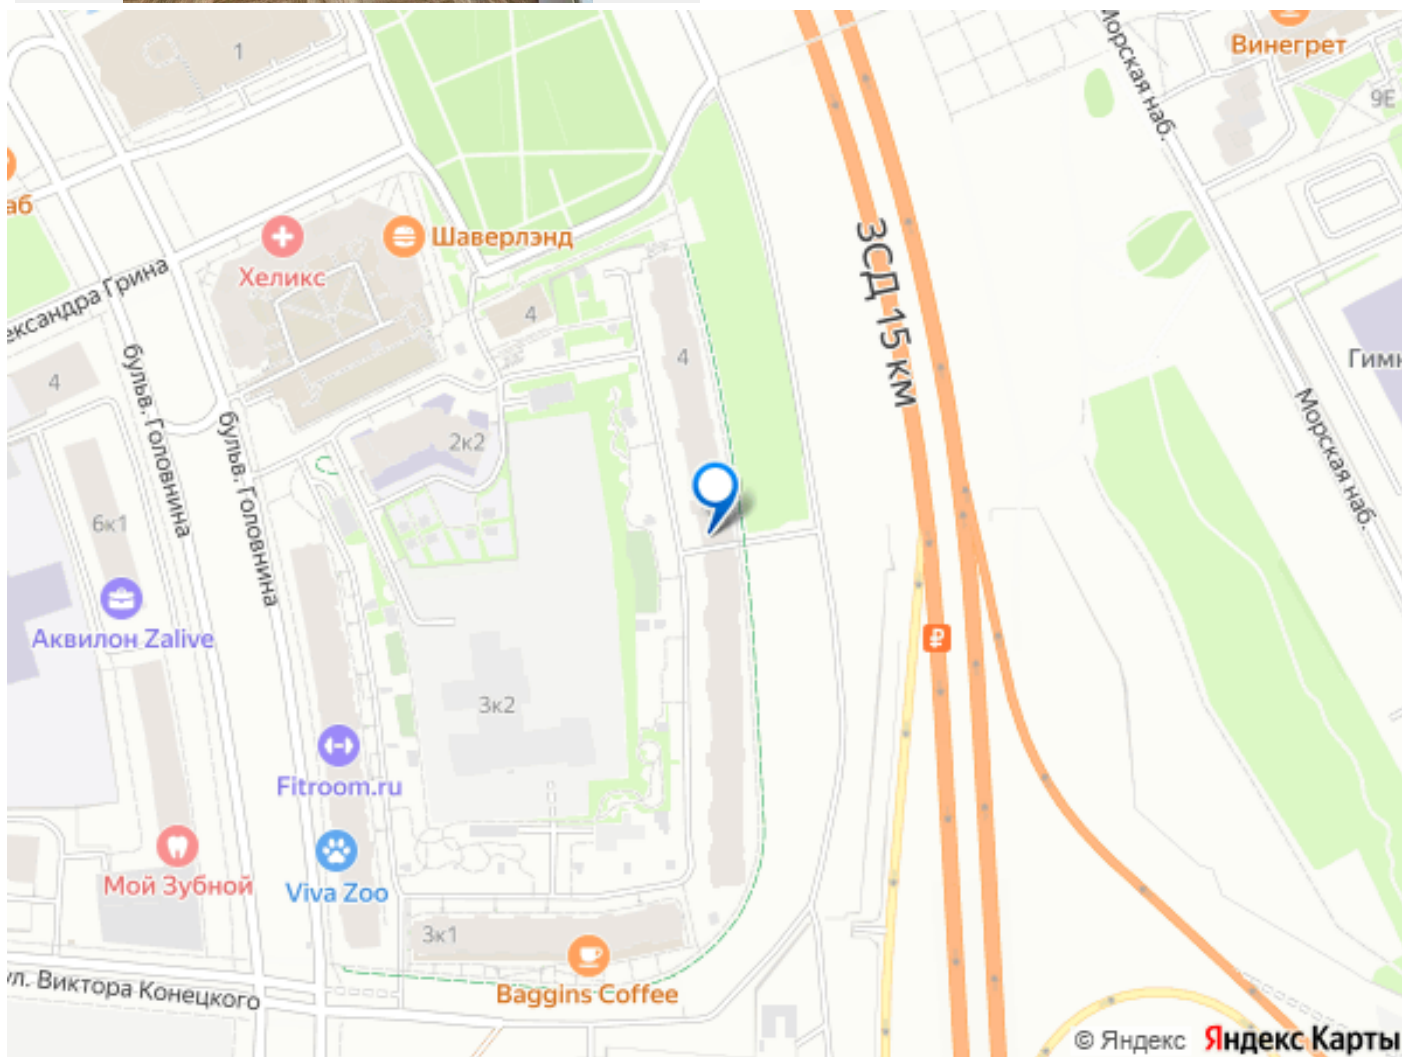 1
Морская наб.
Винегрет
9Е
аб
Хеликс
Шаверлэнд
ександра Грина
4
4
4
ЗСД 15 км
Гимн
бульв. Головнина
бульв. Головнина
2к2
Морская наб.
6к1
Аквилон Zalive
3к2
Fitroom.ru
Viva Zoo
Мой Зубной
3к1
Baggins Coffee
ул. Виктора Конецкого
© Яндекс Яндекс Карты